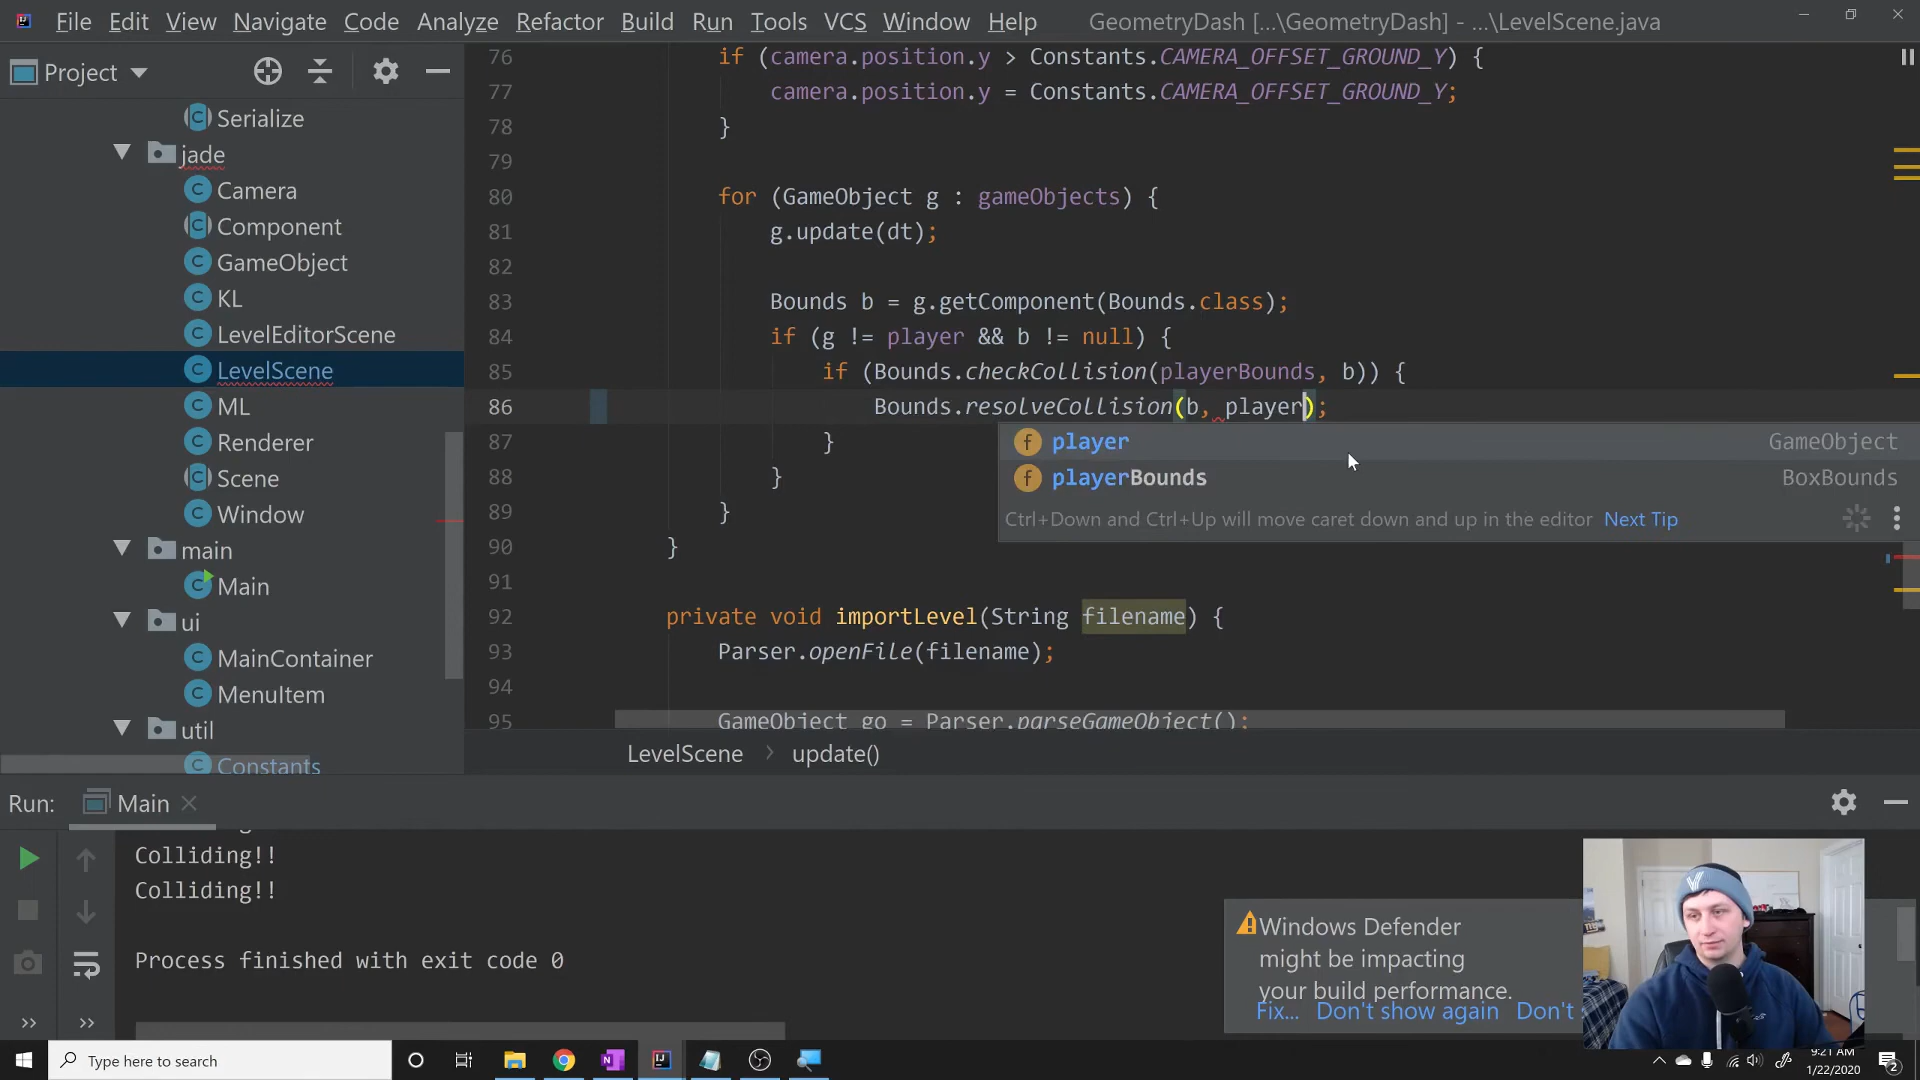 File Edit View Navigate Code Analyze Refactor Build Run Tools VCS Window Help GeometryDash [...\GeometryDash] - ...\LevelScene.java
Project
Serialize
jade
Camera
Component
GameObject
KL
LevelEditorScene
LevelScene
ML
Renderer
Scene
Window
main
Main
ui
MainContainer
MenuItem
util
Constants
76 if (camera.position.y > Constants.CAMERA_OFFSET_GROUND_Y) {
77 camera.position.y = Constants.CAMERA_OFFSET_GROUND_Y;
78 }
79
80 for (GameObject g : gameObjects) {
81 g.update(dt);
82
83 Bounds b = g.getComponent(Bounds.class);
84 if (g != player && b != null) {
85 if (Bounds.checkCollision(playerBounds, b)) {
86 Bounds.resolveCollision(b, player);
87 }
88 }
89 }
90 }
91
92 private void importLevel(String filename) {
93 Parser.openFile(filename);
94
95 GameObject go = Parser.parseGameObject();
player GameObject
playerBounds BoxBounds
Ctrl+Down and Ctrl+Up will move caret down and up in the editor Next Tip
LevelScene > update()
Run: Main
Colliding!!
Colliding!!
Process finished with exit code 0
Windows Defender
might be impacting
your build performance.
Fix... Don't show again Don't
Type here to search
9:21 AM
1/22/2020
2